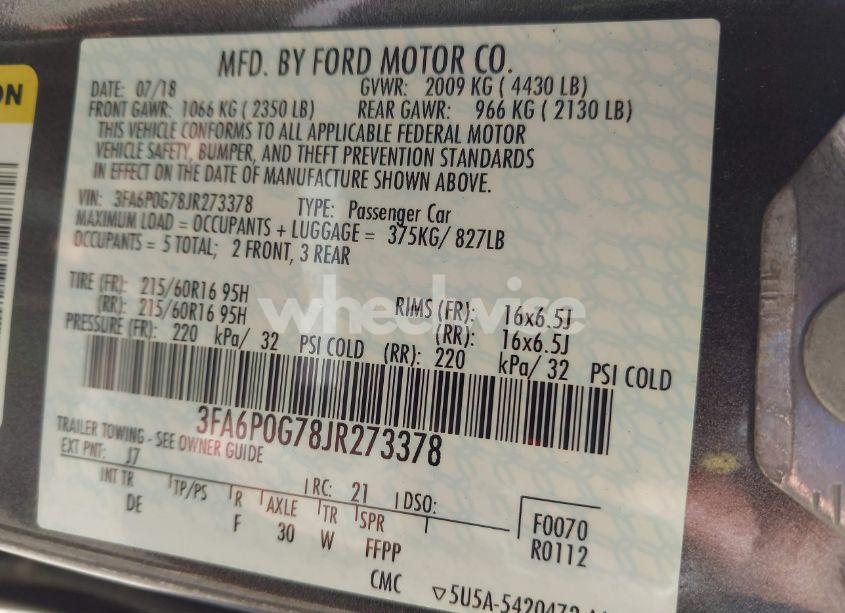 ON
MFD. BY FORD MOTOR CO.
DATE: 07/18 GVWR: 2009 KG ( 4430 LB)
FRONT GAWR: 1066 KG ( 2350 LB) REAR GAWR: 966 KG ( 2130 LB)
THIS VEHICLE CONFORMS TO ALL APPLICABLE FEDERAL MOTOR
VEHICLE SAFETY, BUMPER, AND THEFT PREVENTION STANDARDS
IN EFFECT ON THE DATE OF MANUFACTURE SHOWN ABOVE.
VIN: 3FA6P0G78JR273378 TYPE: Passenger Car
MAXIMUM LOAD = OCCUPANTS + LUGGAGE = 375KG/ 827LB
OCCUPANTS = 5 TOTAL; 2 FRONT, 3 REAR
TIRE (FR): 215/60R16 95H RIMS (FR): 16x6.5J
(RR): 215/60R16 95H (RR): 16x6.5J
wheelwise
PRESSURE (FR): 220 kPa/ 32 PSI COLD (RR): 220 kPa/ 32 PSI COLD
3FA6P0G78JR273378
TRAILER TOWING - SEE OWNER GUIDE
EXT PNT: J7 RC: 21 DSO:
INT TR TP/PS R AXLE TR SPR
DE F 30 W FFPP
F0070
R0112
CMC ▽5U5A-5420472